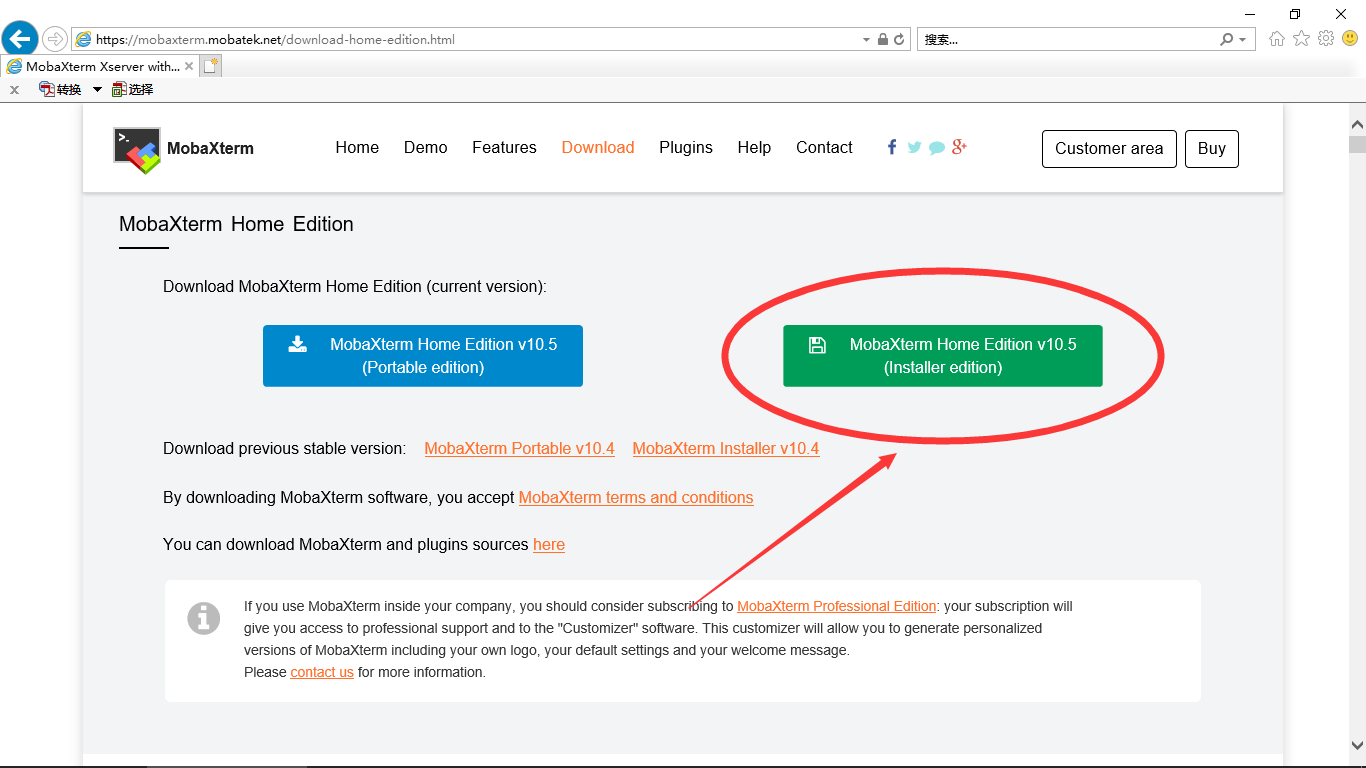 https://mobaxterm.mobatek.net/download-home-edition.html
搜索...
MobaXterm Xserver with...
转换
选择
MobaXterm
Home
Demo
Features
Download
Plugins
Help
Contact
Customer area
Buy
MobaXterm Home Edition
Download MobaXterm Home Edition (current version):
MobaXterm Home Edition v10.5
(Portable edition)
MobaXterm Home Edition v10.5
(Installer edition)
Download previous stable version: MobaXterm Portable v10.4 MobaXterm Installer v10.4
By downloading MobaXterm software, you accept MobaXterm terms and conditions
You can download MobaXterm and plugins sources here
If you use MobaXterm inside your company, you should consider subscribing to MobaXterm Professional Edition: your subscription will
give you access to professional support and to the "Customizer" software. This customizer will allow you to generate personalized
versions of MobaXterm including your own logo, your default settings and your welcome message.
Please contact us for more information.